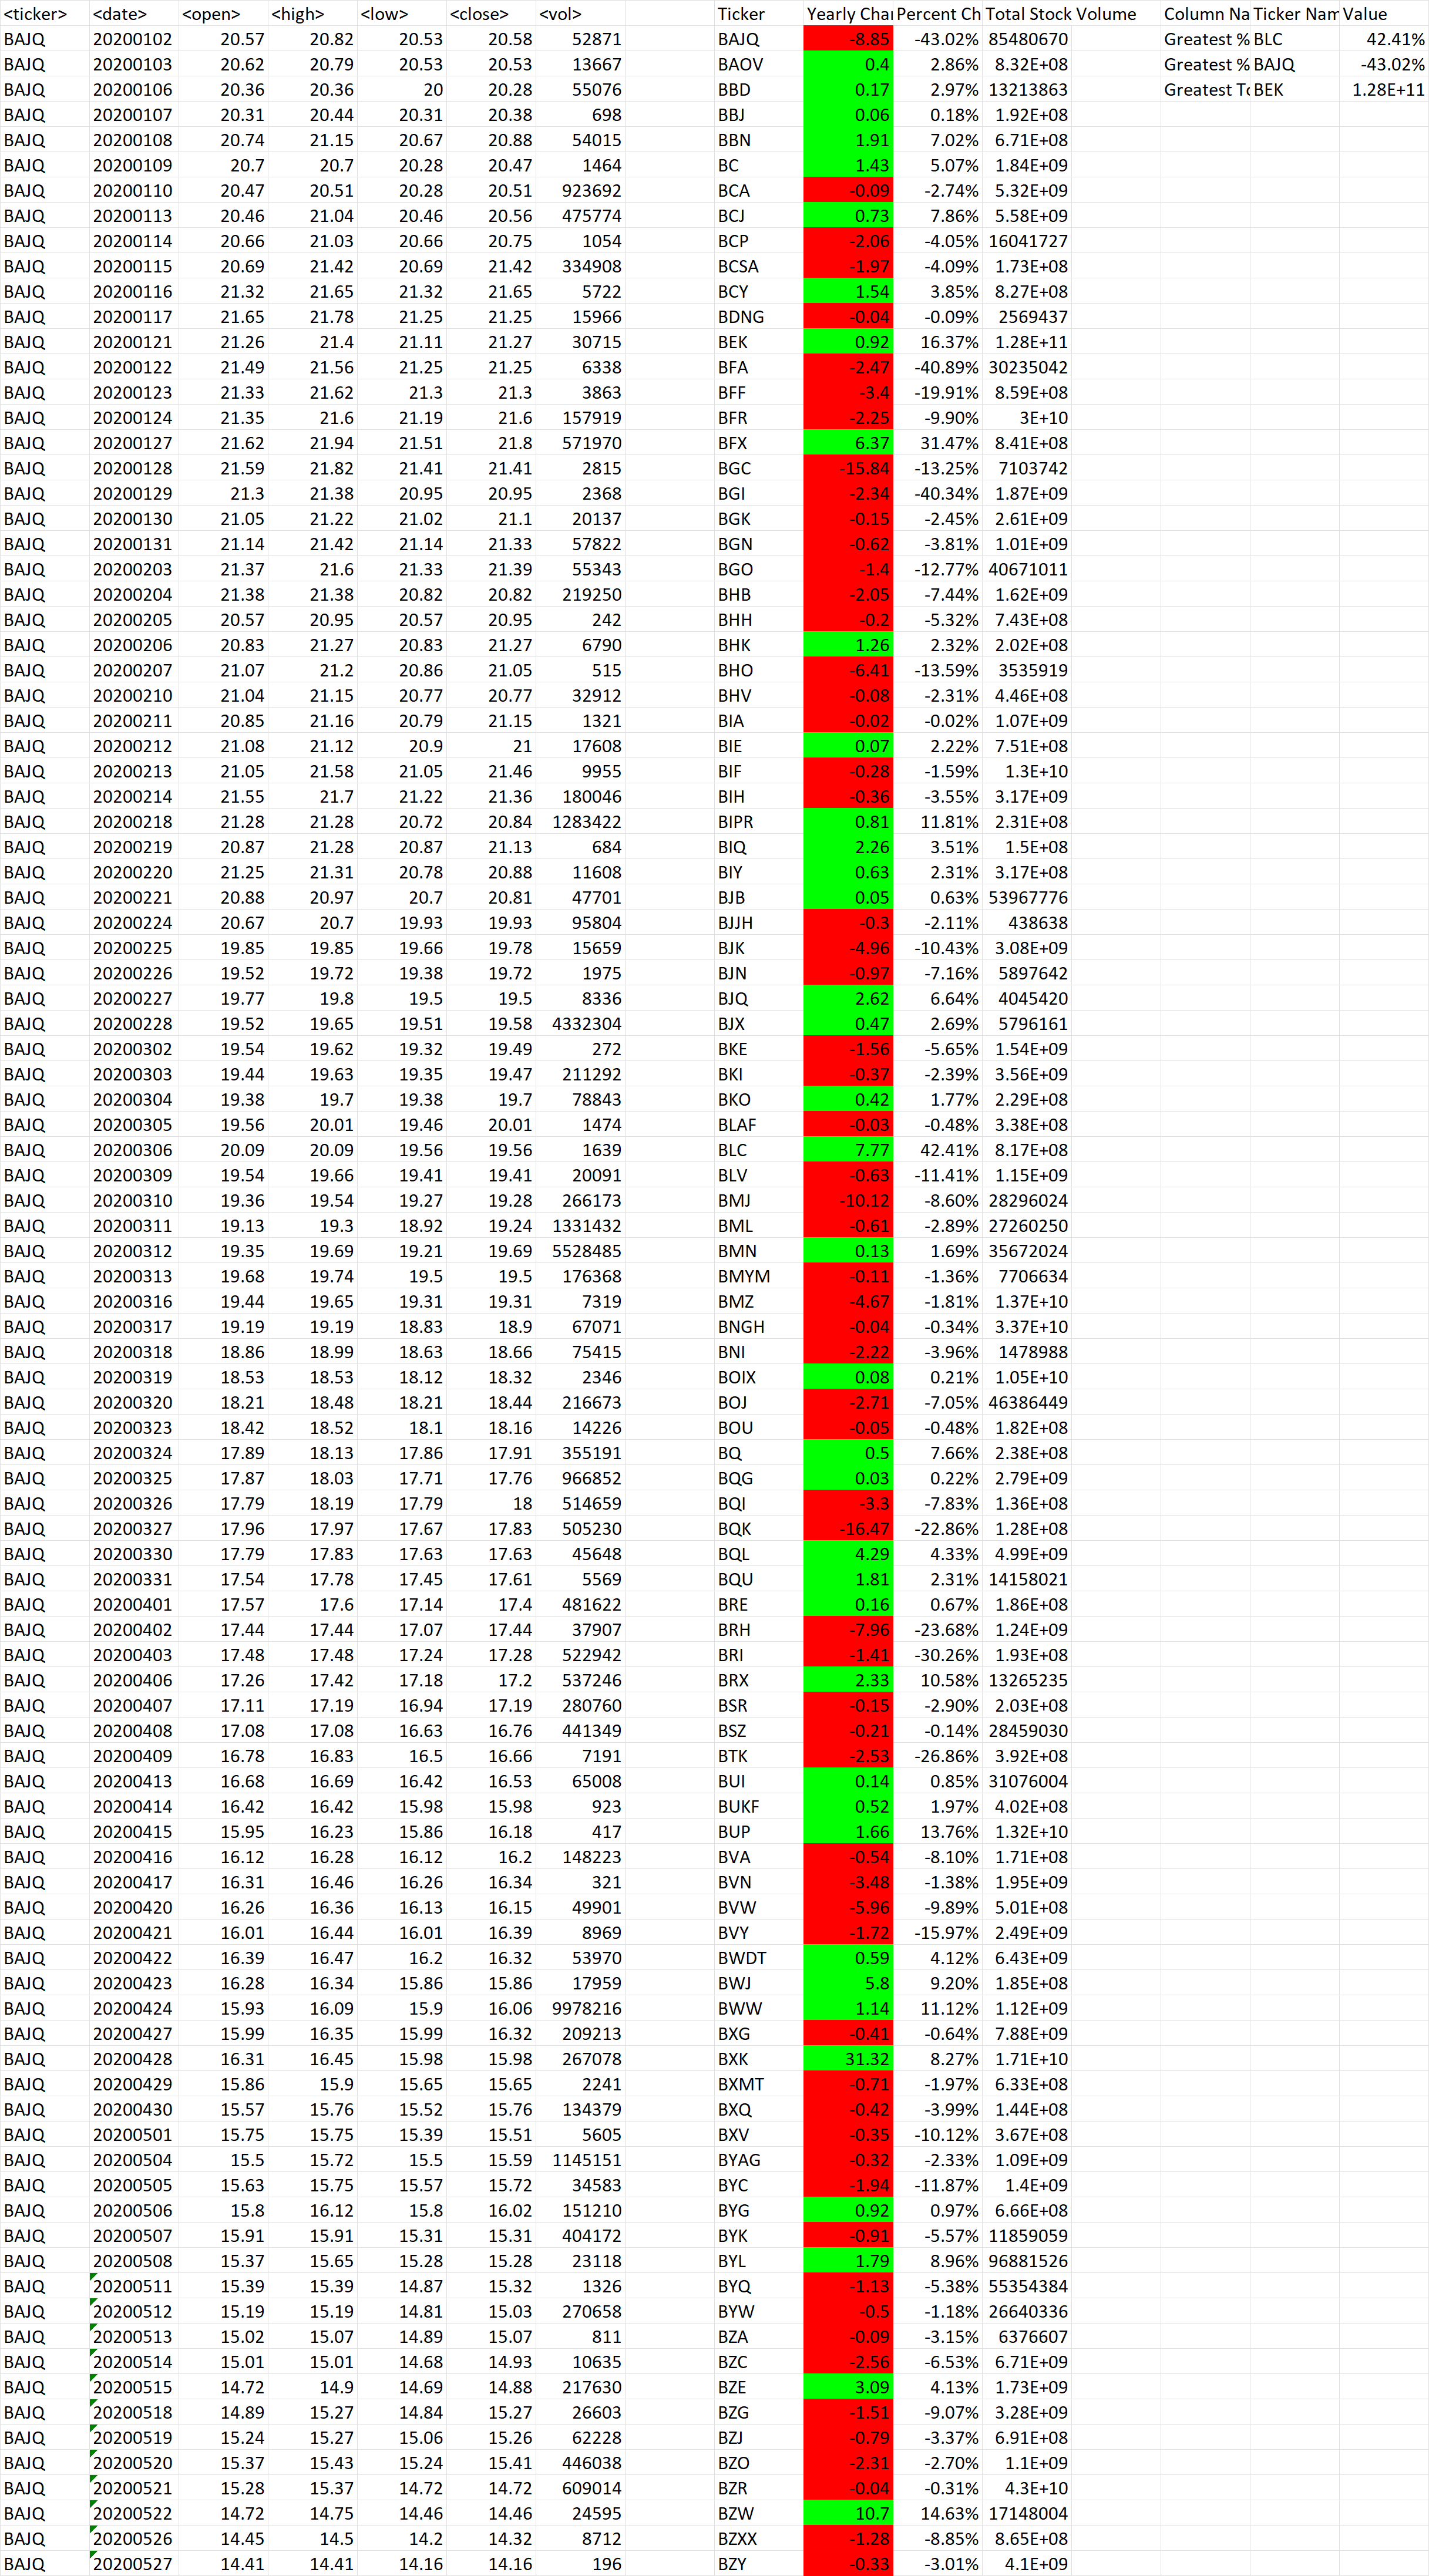 <ticker> <date> <open> <high> <low> <close> <vol> Ticker Yearly Char Percent Ch Total Stock Volume Column Na Ticker Nam Value
BAJQ 20200102 20.57 20.82 20.53 20.58 52871 BAJQ -8.85 -43.02% 85480670 Greatest % BLC 42.41%
BAJQ 20200103 20.62 20.79 20.53 20.53 13667 BAOV 0.4 2.86% 8.32E+08 Greatest % BAJQ -43.02%
BAJQ 20200106 20.36 20.36 20 20.28 55076 BBD 0.17 2.97% 13213863 Greatest To BEK 1.28E+11
BAJQ 20200107 20.31 20.44 20.31 20.38 698 BBJ 0.06 0.18% 1.92E+08
BAJQ 20200108 20.74 21.15 20.67 20.88 54015 BBN 1.91 7.02% 6.71E+08
BAJQ 20200109 20.7 20.7 20.28 20.47 1464 BC 1.43 5.07% 1.84E+09
BAJQ 20200110 20.47 20.51 20.28 20.51 923692 BCA -0.09 -2.74% 5.32E+09
BAJQ 20200113 20.46 21.04 20.46 20.56 475774 BCJ 0.73 7.86% 5.58E+09
BAJQ 20200114 20.66 21.03 20.66 20.75 1054 BCP -2.06 -4.05% 16041727
BAJQ 20200115 20.69 21.42 20.69 21.42 334908 BCSA -1.97 -4.09% 1.73E+08
BAJQ 20200116 21.32 21.65 21.32 21.65 5722 BCY 1.54 3.85% 8.27E+08
BAJQ 20200117 21.65 21.78 21.25 21.25 15966 BDNG -0.04 -0.09% 2569437
BAJQ 20200121 21.26 21.4 21.11 21.27 30715 BEK 0.92 16.37% 1.28E+11
BAJQ 20200122 21.49 21.56 21.25 21.25 6338 BFA -2.47 -40.89% 30235042
BAJQ 20200123 21.33 21.62 21.3 21.3 3863 BFF -3.4 -19.91% 8.59E+08
BAJQ 20200124 21.35 21.6 21.19 21.6 157919 BFR -2.25 -9.90% 3E+10
BAJQ 20200127 21.62 21.94 21.51 21.8 571970 BFX 6.37 31.47% 8.41E+08
BAJQ 20200128 21.59 21.82 21.41 21.41 2815 BGC -15.84 -13.25% 7103742
BAJQ 20200129 21.3 21.38 20.95 20.95 2368 BGI -2.34 -40.34% 1.87E+09
BAJQ 20200130 21.05 21.22 21.02 21.1 20137 BGK -0.15 -2.45% 2.61E+09
BAJQ 20200131 21.14 21.42 21.14 21.33 57822 BGN -0.62 -3.81% 1.01E+09
BAJQ 20200203 21.37 21.6 21.33 21.39 55343 BGO -1.4 -12.77% 40671011
BAJQ 20200204 21.38 21.38 20.82 20.82 219250 BHB -2.05 -7.44% 1.62E+09
BAJQ 20200205 20.57 20.95 20.57 20.95 242 BHH -0.2 -5.32% 7.43E+08
BAJQ 20200206 20.83 21.27 20.83 21.27 6790 BHK 1.26 2.32% 2.02E+08
BAJQ 20200207 21.07 21.2 20.86 21.05 515 BHO -6.41 -13.59% 3535919
BAJQ 20200210 21.04 21.15 20.77 20.77 32912 BHV -0.08 -2.31% 4.46E+08
BAJQ 20200211 20.85 21.16 20.79 21.15 1321 BIA -0.02 -0.02% 1.07E+09
BAJQ 20200212 21.08 21.12 20.9 21 17608 BIE 0.07 2.22% 7.51E+08
BAJQ 20200213 21.05 21.58 21.05 21.46 9955 BIF -0.28 -1.59% 1.3E+10
BAJQ 20200214 21.55 21.7 21.22 21.36 180046 BIH -0.36 -3.55% 3.17E+09
BAJQ 20200218 21.28 21.28 20.72 20.84 1283422 BIPR 0.81 11.81% 2.31E+08
BAJQ 20200219 20.87 21.28 20.87 21.13 684 BIQ 2.26 3.51% 1.5E+08
BAJQ 20200220 21.25 21.31 20.78 20.88 11608 BIY 0.63 2.31% 3.17E+08
BAJQ 20200221 20.88 20.97 20.7 20.81 47701 BJB 0.05 0.63% 53967776
BAJQ 20200224 20.67 20.7 19.93 19.93 95804 BJJH -0.3 -2.11% 438638
BAJQ 20200225 19.85 19.85 19.66 19.78 15659 BJK -4.96 -10.43% 3.08E+09
BAJQ 20200226 19.52 19.72 19.38 19.72 1975 BJN -0.97 -7.16% 5897642
BAJQ 20200227 19.77 19.8 19.5 19.5 8336 BJQ 2.62 6.64% 4045420
BAJQ 20200228 19.52 19.65 19.51 19.58 4332304 BJX 0.47 2.69% 5796161
BAJQ 20200302 19.54 19.62 19.32 19.49 272 BKE -1.56 -5.65% 1.54E+09
BAJQ 20200303 19.44 19.63 19.35 19.47 211292 BKI -0.37 -2.39% 3.56E+09
BAJQ 20200304 19.38 19.7 19.38 19.7 78843 BKO 0.42 1.77% 2.29E+08
BAJQ 20200305 19.56 20.01 19.46 20.01 1474 BLAF -0.03 -0.48% 3.38E+08
BAJQ 20200306 20.09 20.09 19.56 19.56 1639 BLC 7.77 42.41% 8.17E+08
BAJQ 20200309 19.54 19.66 19.41 19.41 20091 BLV -0.63 -11.41% 1.15E+09
BAJQ 20200310 19.36 19.54 19.27 19.28 266173 BMJ -10.12 -8.60% 28296024
BAJQ 20200311 19.13 19.3 18.92 19.24 1331432 BML -0.61 -2.89% 27260250
BAJQ 20200312 19.35 19.69 19.21 19.69 5528485 BMN 0.13 1.69% 35672024
BAJQ 20200313 19.68 19.74 19.5 19.5 176368 BMYM -0.11 -1.36% 7706634
BAJQ 20200316 19.44 19.65 19.31 19.31 7319 BMZ -4.67 -1.81% 1.37E+10
BAJQ 20200317 19.19 19.19 18.83 18.9 67071 BNGH -0.04 -0.34% 3.37E+10
BAJQ 20200318 18.86 18.99 18.63 18.66 75415 BNI -2.22 -3.96% 1478988
BAJQ 20200319 18.53 18.53 18.12 18.32 2346 BOIX 0.08 0.21% 1.05E+10
BAJQ 20200320 18.21 18.48 18.21 18.44 216673 BOJ -2.71 -7.05% 46386449
BAJQ 20200323 18.42 18.52 18.1 18.16 14226 BOU -0.05 -0.48% 1.82E+08
BAJQ 20200324 17.89 18.13 17.86 17.91 355191 BQ 0.5 7.66% 2.38E+08
BAJQ 20200325 17.87 18.03 17.71 17.76 966852 BQG 0.03 0.22% 2.79E+09
BAJQ 20200326 17.79 18.19 17.79 18 514659 BQI -3.3 -7.83% 1.36E+08
BAJQ 20200327 17.96 17.97 17.67 17.83 505230 BQK -16.47 -22.86% 1.28E+08
BAJQ 20200330 17.79 17.83 17.63 17.63 45648 BQL 4.29 4.33% 4.99E+09
BAJQ 20200331 17.54 17.78 17.45 17.61 5569 BQU 1.81 2.31% 14158021
BAJQ 20200401 17.57 17.6 17.14 17.4 481622 BRE 0.16 0.67% 1.86E+08
BAJQ 20200402 17.44 17.44 17.07 17.44 37907 BRH -7.96 -23.68% 1.24E+09
BAJQ 20200403 17.48 17.48 17.24 17.28 522942 BRI -1.41 -30.26% 1.93E+08
BAJQ 20200406 17.26 17.42 17.18 17.2 537246 BRX 2.33 10.58% 13265235
BAJQ 20200407 17.11 17.19 16.94 17.19 280760 BSR -0.15 -2.90% 2.03E+08
BAJQ 20200408 17.08 17.08 16.63 16.76 441349 BSZ -0.21 -0.14% 28459030
BAJQ 20200409 16.78 16.83 16.5 16.66 7191 BTK -2.53 -26.86% 3.92E+08
BAJQ 20200413 16.68 16.69 16.42 16.53 65008 BUI 0.14 0.85% 31076004
BAJQ 20200414 16.42 16.42 15.98 15.98 923 BUKF 0.52 1.97% 4.02E+08
BAJQ 20200415 15.95 16.23 15.86 16.18 417 BUP 1.66 13.76% 1.32E+10
BAJQ 20200416 16.12 16.28 16.12 16.2 148223 BVA -0.54 -8.10% 1.71E+08
BAJQ 20200417 16.31 16.46 16.26 16.34 321 BVN -3.48 -1.38% 1.95E+09
BAJQ 20200420 16.26 16.36 16.13 16.15 49901 BVW -5.96 -9.89% 5.01E+08
BAJQ 20200421 16.01 16.44 16.01 16.39 8969 BVY -1.72 -15.97% 2.49E+09
BAJQ 20200422 16.39 16.47 16.2 16.32 53970 BWDT 0.59 4.12% 6.43E+09
BAJQ 20200423 16.28 16.34 15.86 15.86 17959 BWJ 5.8 9.20% 1.85E+08
BAJQ 20200424 15.93 16.09 15.9 16.06 9978216 BWW 1.14 11.12% 1.12E+09
BAJQ 20200427 15.99 16.35 15.99 16.32 209213 BXG -0.41 -0.64% 7.88E+09
BAJQ 20200428 16.31 16.45 15.98 15.98 267078 BXK 31.32 8.27% 1.71E+10
BAJQ 20200429 15.86 15.9 15.65 15.65 2241 BXMT -0.71 -1.97% 6.33E+08
BAJQ 20200430 15.57 15.76 15.52 15.76 134379 BXQ -0.42 -3.99% 1.44E+08
BAJQ 20200501 15.75 15.75 15.39 15.51 5605 BXV -0.35 -10.12% 3.67E+08
BAJQ 20200504 15.5 15.72 15.5 15.59 1145151 BYAG -0.32 -2.33% 1.09E+09
BAJQ 20200505 15.63 15.75 15.57 15.72 34583 BYC -1.94 -11.87% 1.4E+09
BAJQ 20200506 15.8 16.12 15.8 16.02 151210 BYG 0.92 0.97% 6.66E+08
BAJQ 20200507 15.91 15.91 15.31 15.31 404172 BYK -0.91 -5.57% 11859059
BAJQ 20200508 15.37 15.65 15.28 15.28 23118 BYL 1.79 8.96% 96881526
BAJQ 20200511 15.39 15.39 14.87 15.32 1326 BYQ -1.13 -5.38% 55354384
BAJQ 20200512 15.19 15.19 14.81 15.03 270658 BYW -0.5 -1.18% 26640336
BAJQ 20200513 15.02 15.07 14.89 15.07 811 BZA -0.09 -3.15% 6376607
BAJQ 20200514 15.01 15.01 14.68 14.93 10635 BZC -2.56 -6.53% 6.71E+09
BAJQ 20200515 14.72 14.9 14.69 14.88 217630 BZE 3.09 4.13% 1.73E+09
BAJQ 20200518 14.89 15.27 14.84 15.27 26603 BZG -1.51 -9.07% 3.28E+09
BAJQ 20200519 15.24 15.27 15.06 15.26 62228 BZJ -0.79 -3.37% 6.91E+08
BAJQ 20200520 15.37 15.43 15.24 15.41 446038 BZO -2.31 -2.70% 1.1E+09
BAJQ 20200521 15.28 15.37 14.72 14.72 609014 BZR -0.04 -0.31% 4.3E+10
BAJQ 20200522 14.72 14.75 14.46 14.46 24595 BZW 10.7 14.63% 17148004
BAJQ 20200526 14.45 14.5 14.2 14.32 8712 BZXX -1.28 -8.85% 8.65E+08
BAJQ 20200527 14.41 14.41 14.16 14.16 196 BZY -0.33 -3.01% 4.1E+09